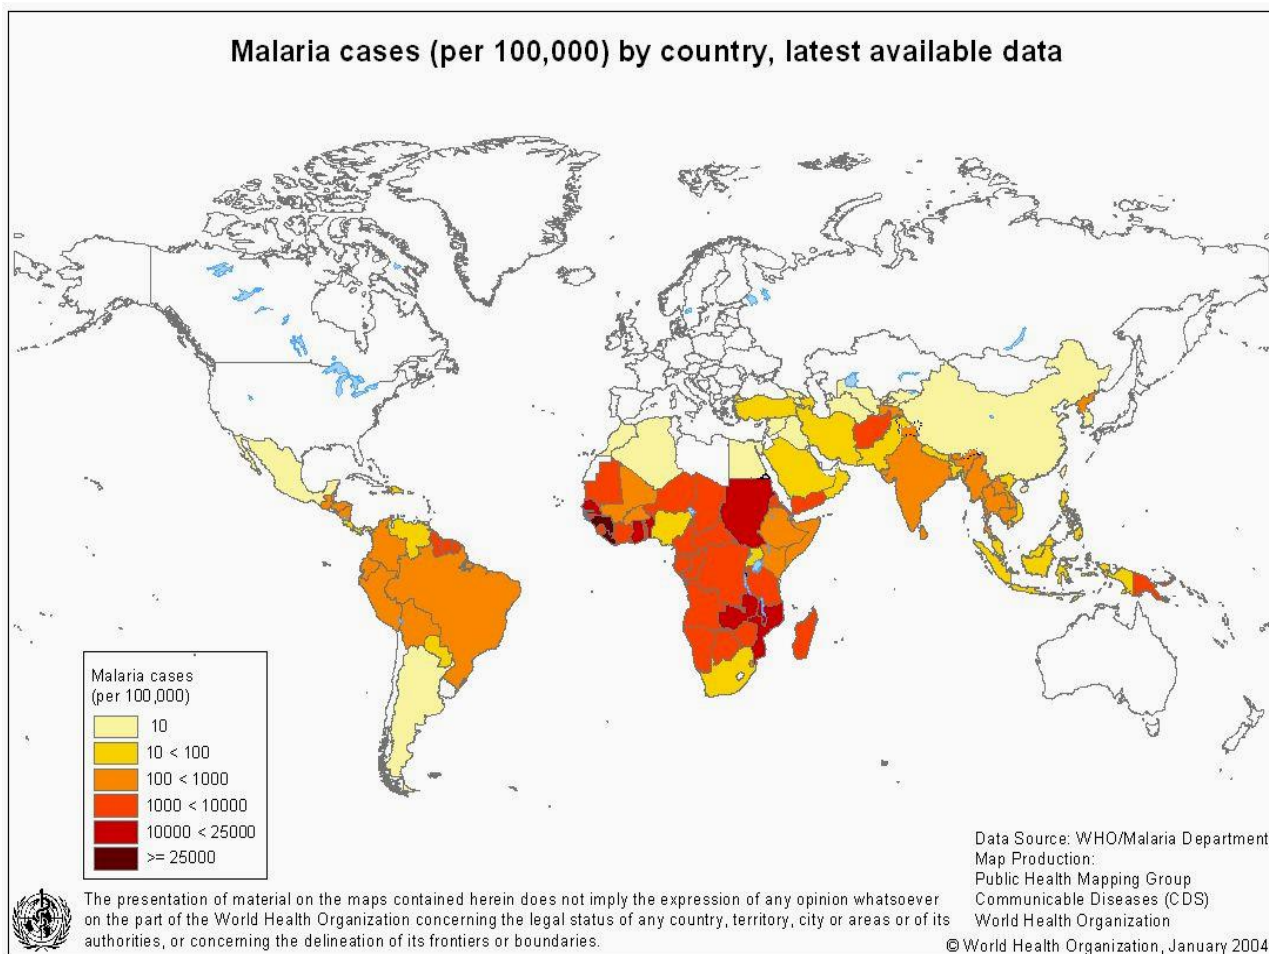 Malaria cases (per 100,000) by country, latest available data
Malaria cases
(per 100,000)
10
10 < 100
100 < 1000
1000 < 10000
10000 < 25000
>= 25000
Data Source: WHO/Malaria Department
Map Production:
Public Health Mapping Group
Communicable Diseases (CDS)
World Health Organization
© World Health Organization, January 2004
The presentation of material on the maps contained herein does not imply the expression of any opinion whatsoever
on the part of the World Health Organization concerning the legal status of any country, territory, city or areas or of its
authorities, or concerning the delineation of its frontiers or boundaries.